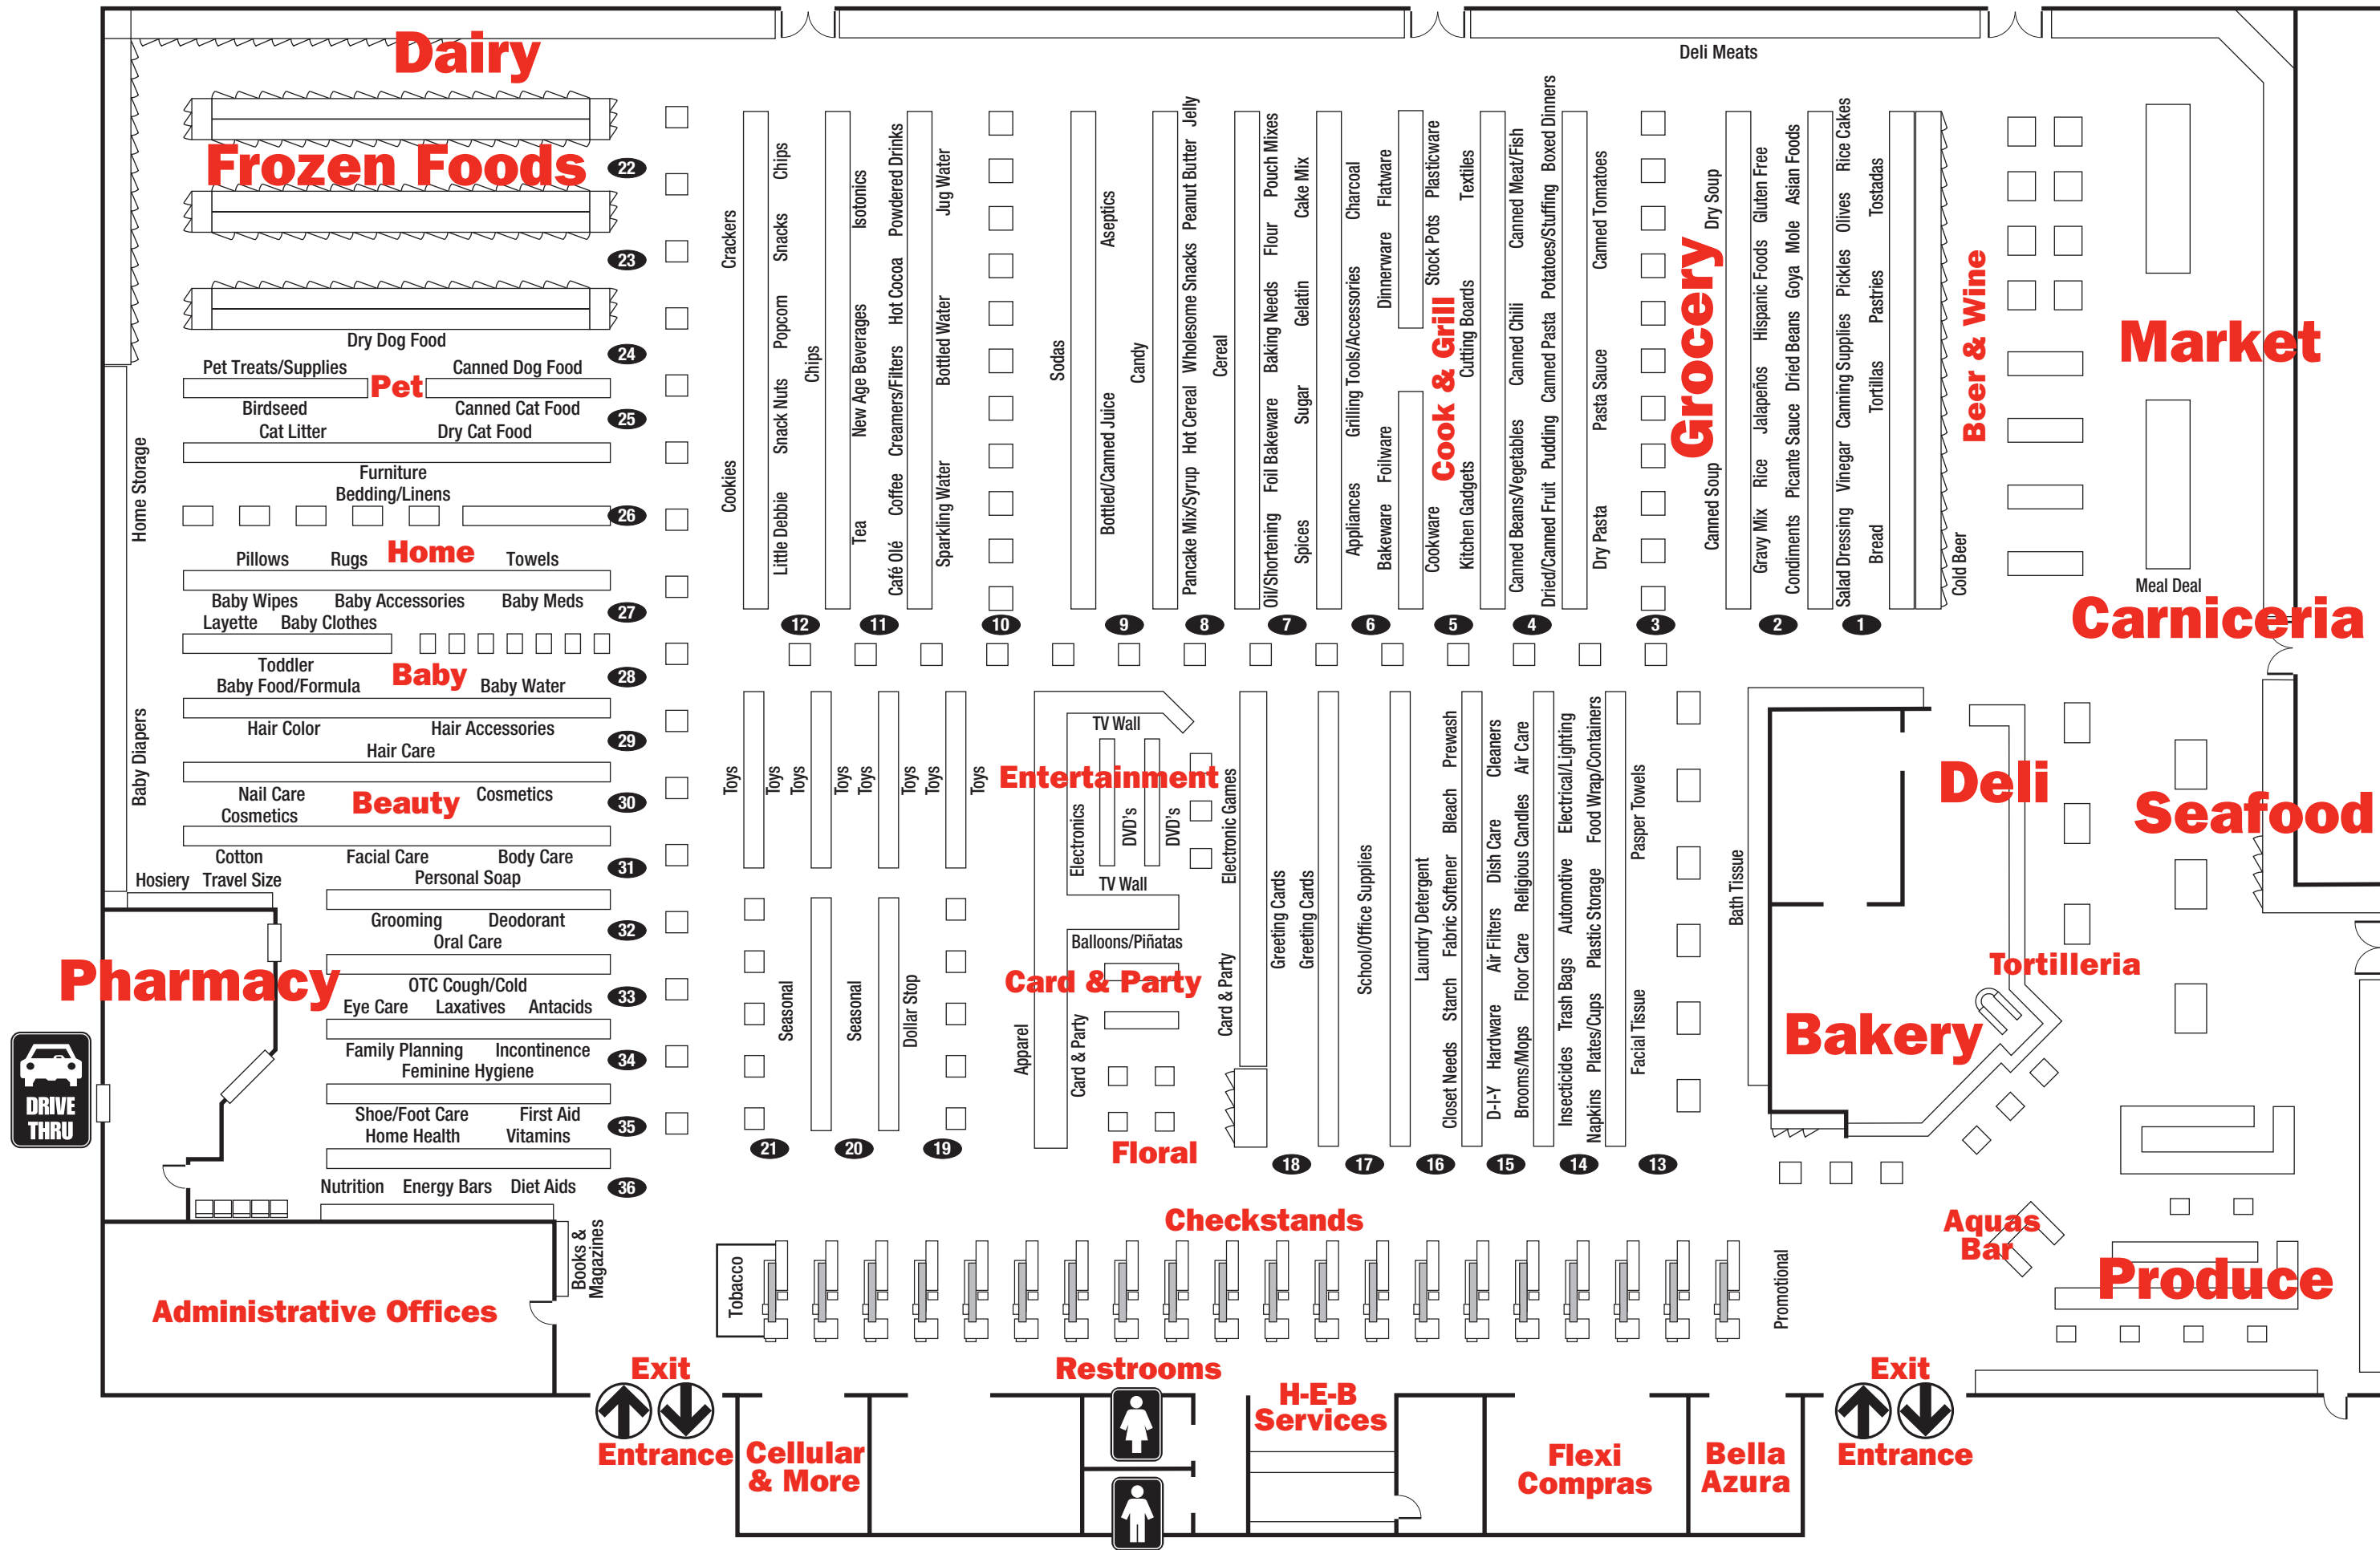 Dairy
Deli Meats
Frozen Foods
22
23
Dry Dog Food
24
Pet Treats/Supplies
Canned Dog Food
Pet
Birdseed
Canned Cat Food
25
Cat Litter
Dry Cat Food
Furniture
Bedding/Linens
26
Home Storage
Home
Pillows
Rugs
Towels
Baby Wipes
Baby Accessories
Baby Meds
27
Layette
Baby Clothes
Toddler
Baby
28
Baby Food/Formula
Baby Water
Baby Diapers
Hair Color
Hair Accessories
29
Hair Care
Nail Care
Beauty
Cosmetics
30
Cosmetics
Cotton
Facial Care
Body Care
31
Hosiery
Travel Size
Personal Soap
Grooming
Deodorant
32
Oral Care
Pharmacy
OTC Cough/Cold
33
Eye Care
Laxatives
Antacids
Family Planning
Incontinence
34
Feminine Hygiene
Shoe/Foot Care
First Aid
35
Home Health
Vitamins
Nutrition
Energy Bars
Diet Aids
36
DRIVE
THRU
Books &
Magazines
Administrative Offices
Cookies
Crackers
Little Debbie
Snack Nuts
Popcorn
Snacks
Chips
12
Chips
Tea
New Age Beverages
Isotonics
11
Café Olé
Coffee
Creamers/Filters
Hot Cocoa
Powdered Drinks
Sparkling Water
Bottled Water
Jug Water
10
Sodas
Bottled/Canned Juice
Aseptics
9
Candy
Pancake Mix/Syrup
Hot Cereal
Wholesome Snacks
Peanut Butter
Jelly
8
Cereal
Oil/Shortening
Foil Bakeware
Baking Needs
Flour
Pouch Mixes
7
Spices
Sugar
Gelatin
Cake Mix
Appliances
Grilling Tools/Accessories
Charcoal
6
Bakeware
Foilware
Dinnerware
Flatware
Cookware
Stock Pots
Plasticware
Cook & Grill
5
Kitchen Gadgets
Cutting Boards
Textiles
Canned Beans/Vegetables
Canned Chili
Canned Meat/Fish
4
Dried/Canned Fruit
Pudding
Canned Pasta
Potatoes/Stuffing
Boxed Dinners
Dry Pasta
Pasta Sauce
Canned Tomatoes
3
Grocery
Canned Soup
Dry Soup
Gravy Mix
Rice
Jalapeños
Hispanic Foods
Gluten Free
2
Condiments
Picante Sauce
Dried Beans
Goya
Mole
Asian Foods
Salad Dressing
Vinegar
Canning Supplies
Pickles
Olives
Rice Cakes
1
Bread
Tortillas
Pastries
Tostadas
Cold Beer
Beer & Wine
Market
Meal Deal
Carniceria
Toys
Toys
Toys
Toys
Toys
Toys
Toys
Toys
Seasonal
Seasonal
Dollar Stop
21
20
19
TV Wall
Entertainment
Electronics
DVD's
DVD's
Electronic Games
TV Wall
Balloons/Piñatas
Card & Party
Apparel
Card & Party
Card & Party
Floral
Greeting Cards
Greeting Cards
18
School/Office Supplies
17
Laundry Detergent
Closet Needs
Starch
Fabric Softener
Bleach
Prewash
16
D-I-Y
Hardware
Air Filters
Dish Care
Cleaners
15
Brooms/Mops
Floor Care
Religious Candles
Air Care
Insecticides
Trash Bags
Automotive
Electrical/Lighting
14
Napkins
Plates/Cups
Plastic Storage
Food Wrap/Containers
Facial Tissue
Pasper Towels
13
Bath Tissue
Deli
Seafood
Tortilleria
Bakery
Aquas
Bar
Produce
Checkstands
Tobacco
Promotional
Exit
Entrance
Cellular
& More
Restrooms
H-E-B
Services
Flexi
Compras
Bella
Azura
Exit
Entrance